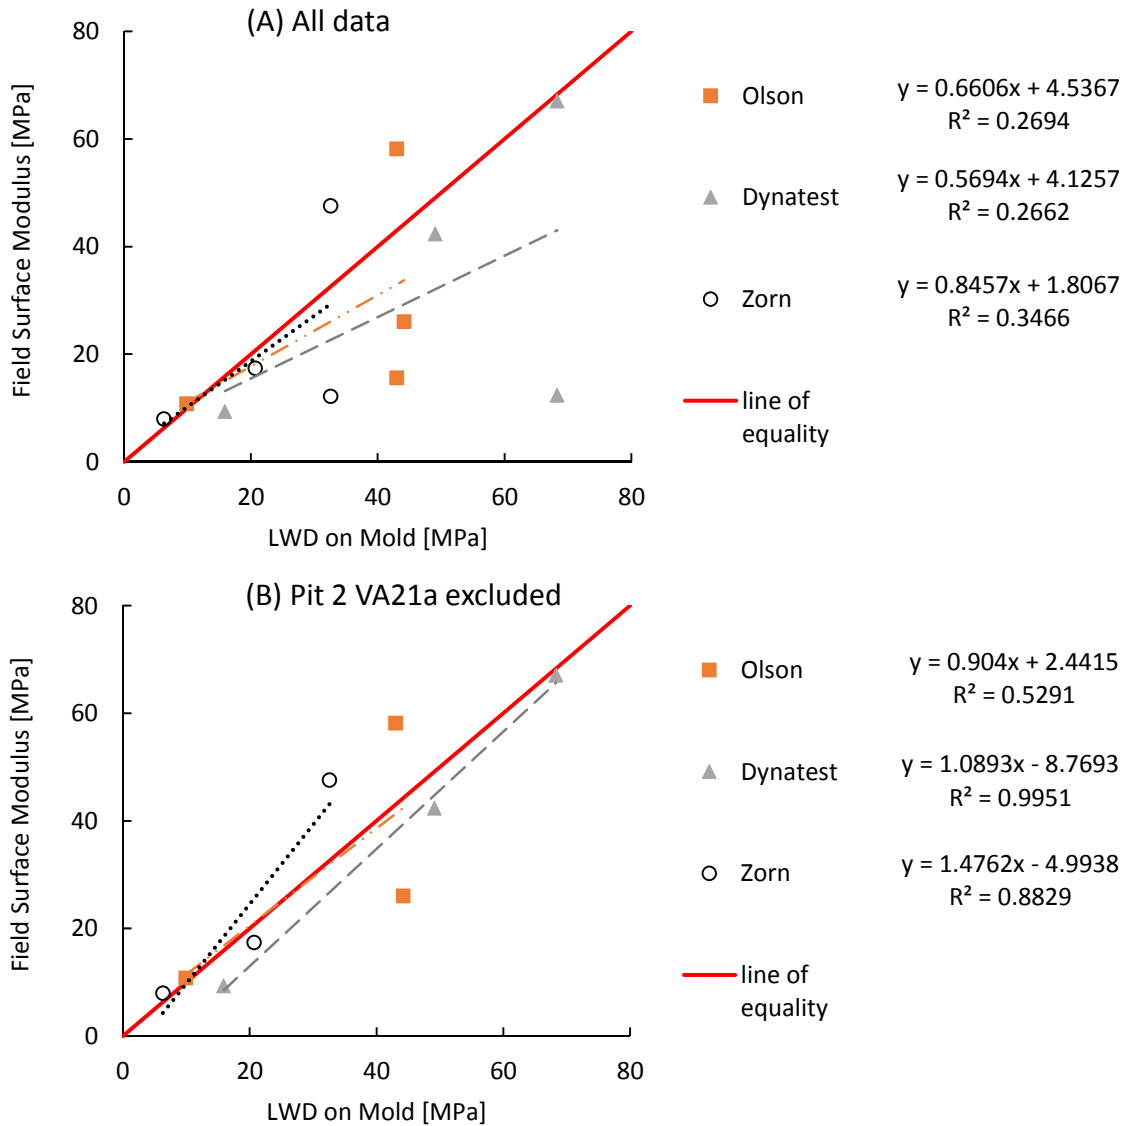 (A) All data
Field Surface Modulus [MPa]
80
60
40
20
0
0 20 40 60 80
LWD on Mold [MPa]
Olson
y = 0.6606x + 4.5367
R² = 0.2694
Dynatest
y = 0.5694x + 4.1257
R² = 0.2662
Zorn
y = 0.8457x + 1.8067
R² = 0.3466
line of
equality
(B) Pit 2 VA21a excluded
Field Surface Modulus [MPa]
80
60
40
20
0
0 20 40 60 80
LWD on Mold [MPa]
Olson
y = 0.904x + 2.4415
R² = 0.5291
Dynatest
y = 1.0893x - 8.7693
R² = 0.9951
Zorn
y = 1.4762x - 4.9938
R² = 0.8829
line of
equality